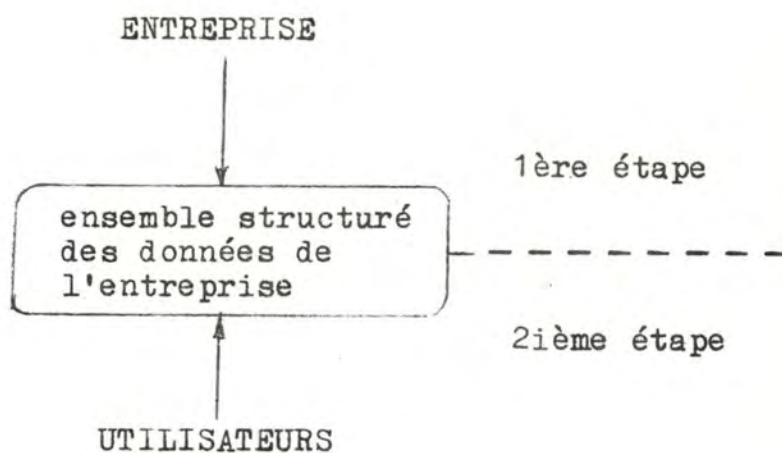 ENTREPRISE
1ère étape
ensemble structuré
des données de
l'entreprise
2ième étape
UTILISATEURS